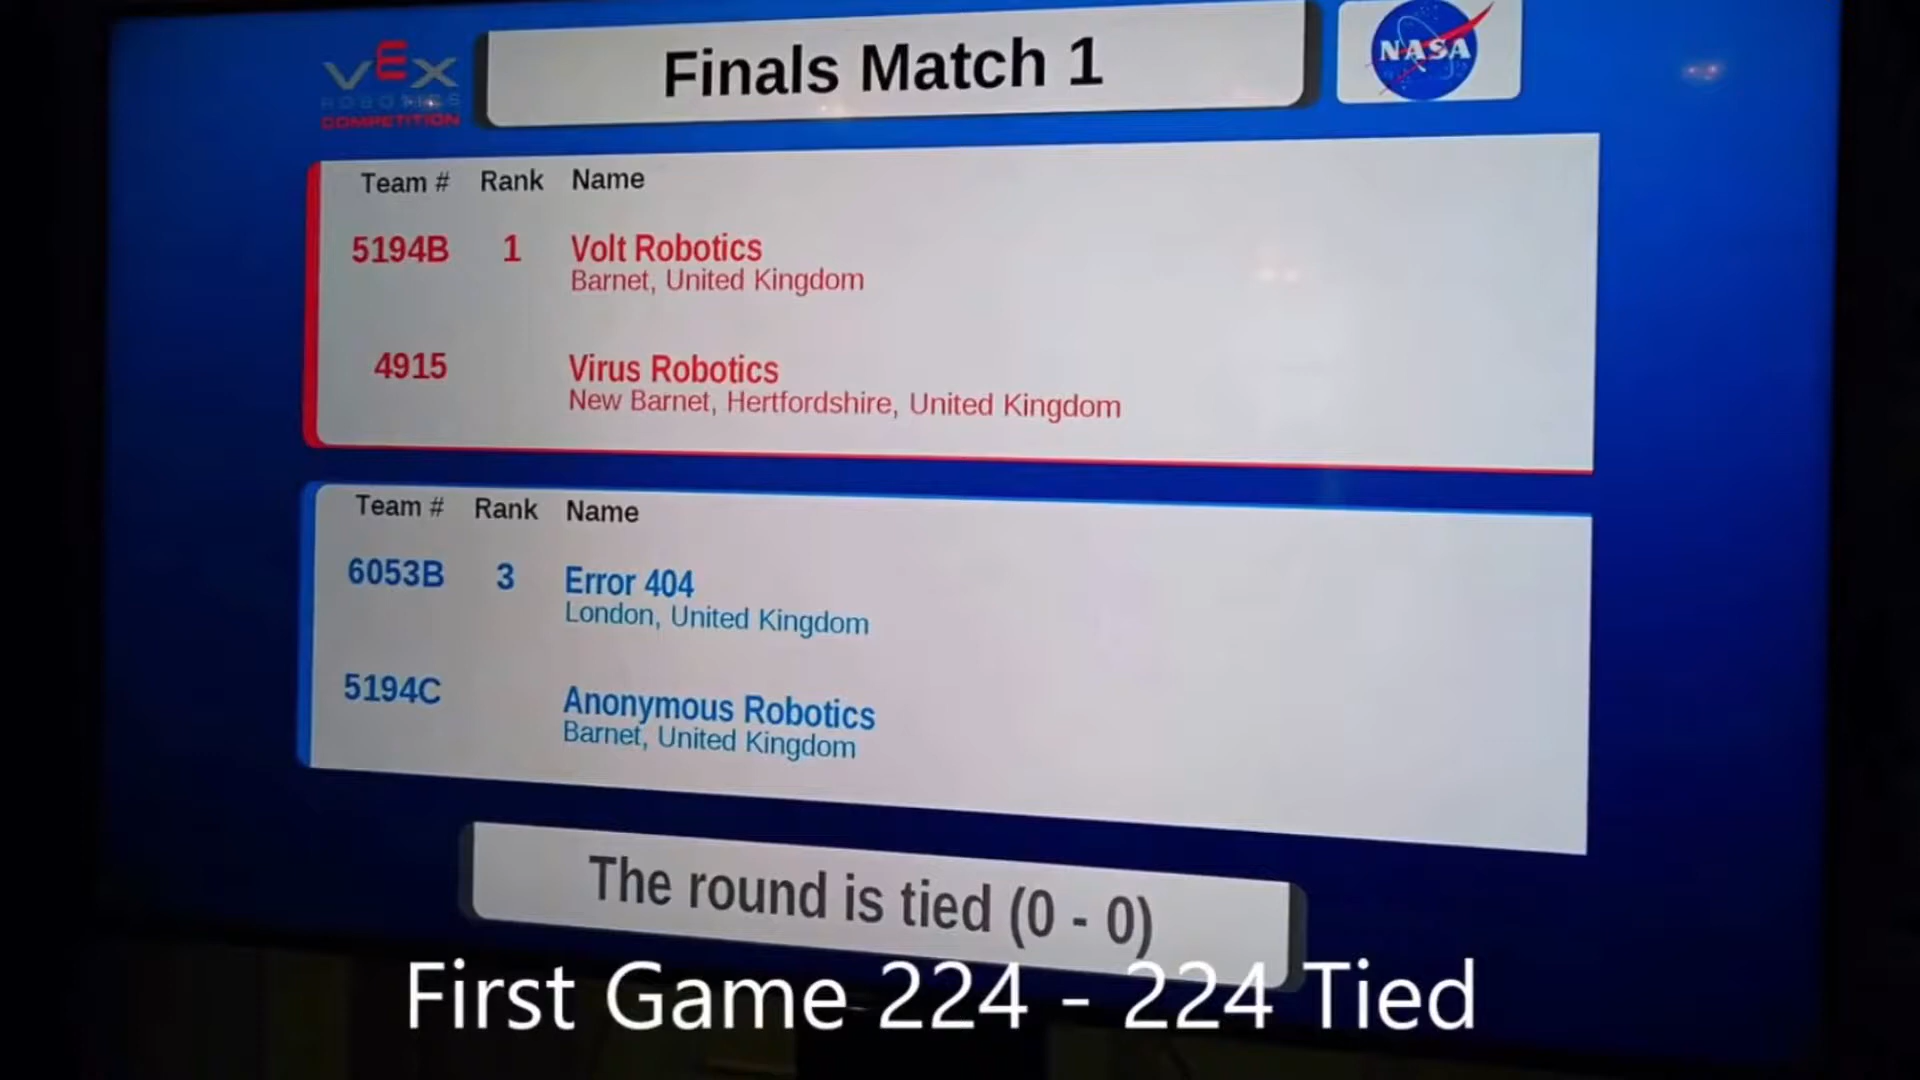 VEX
ROBOTICS
COMPETITION
Finals Match 1
NASA
Team # Rank Name
5194B 1 Volt Robotics
Barnet, United Kingdom
4915 Virus Robotics
New Barnet, Hertfordshire, United Kingdom
Team # Rank Name
6053B 3 Error 404
London, United Kingdom
5194C Anonymous Robotics
Barnet, United Kingdom
The round is tied (0 - 0)
First Game 224 - 224 Tied